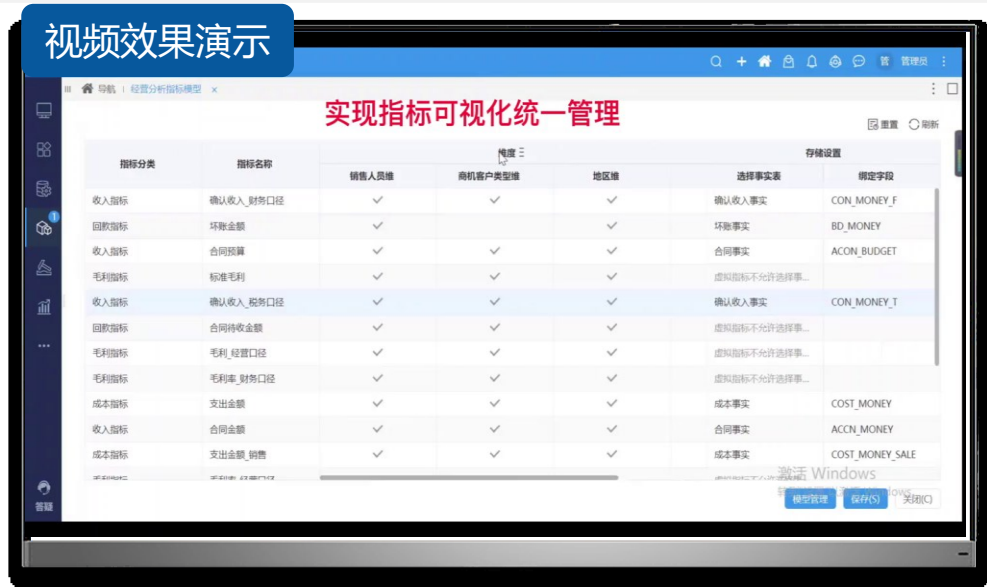 视频效果演示
管 管理员
导航 经营分析指标模型 ×
实现指标可视化统一管理
重置 刷新
指标分类 指标名称 维度 存储设置
销售人员维 商机客户类型维 地区维 选择事实表 绑定字段
收入指标 确认收入_财务口径 确认收入事实 CON_MONEY_F
回款指标 坏账金额 坏账事实 BD_MONEY
收入指标 合同预算 合同事实 ACON_BUDGET
毛利指标 标准毛利 虚拟指标不允许选择事...
收入指标 确认收入_税务口径 确认收入事实 CON_MONEY_T
1
回款指标 合同待收金额 虚拟指标不允许选择事...
毛利指标 毛利_经营口径 虚拟指标不允许选择事...
毛利指标 毛利率_财务口径 虚拟指标不允许选择事...
成本指标 支出金额 成本事实 COST_MONEY
收入指标 合同金额 合同事实 ACCN_MONEY
成本指标 支出金额_销售 成本事实 COST_MONEY_SALE
激活 Windows
答疑
模型管理 保存(S) 关闭(C)